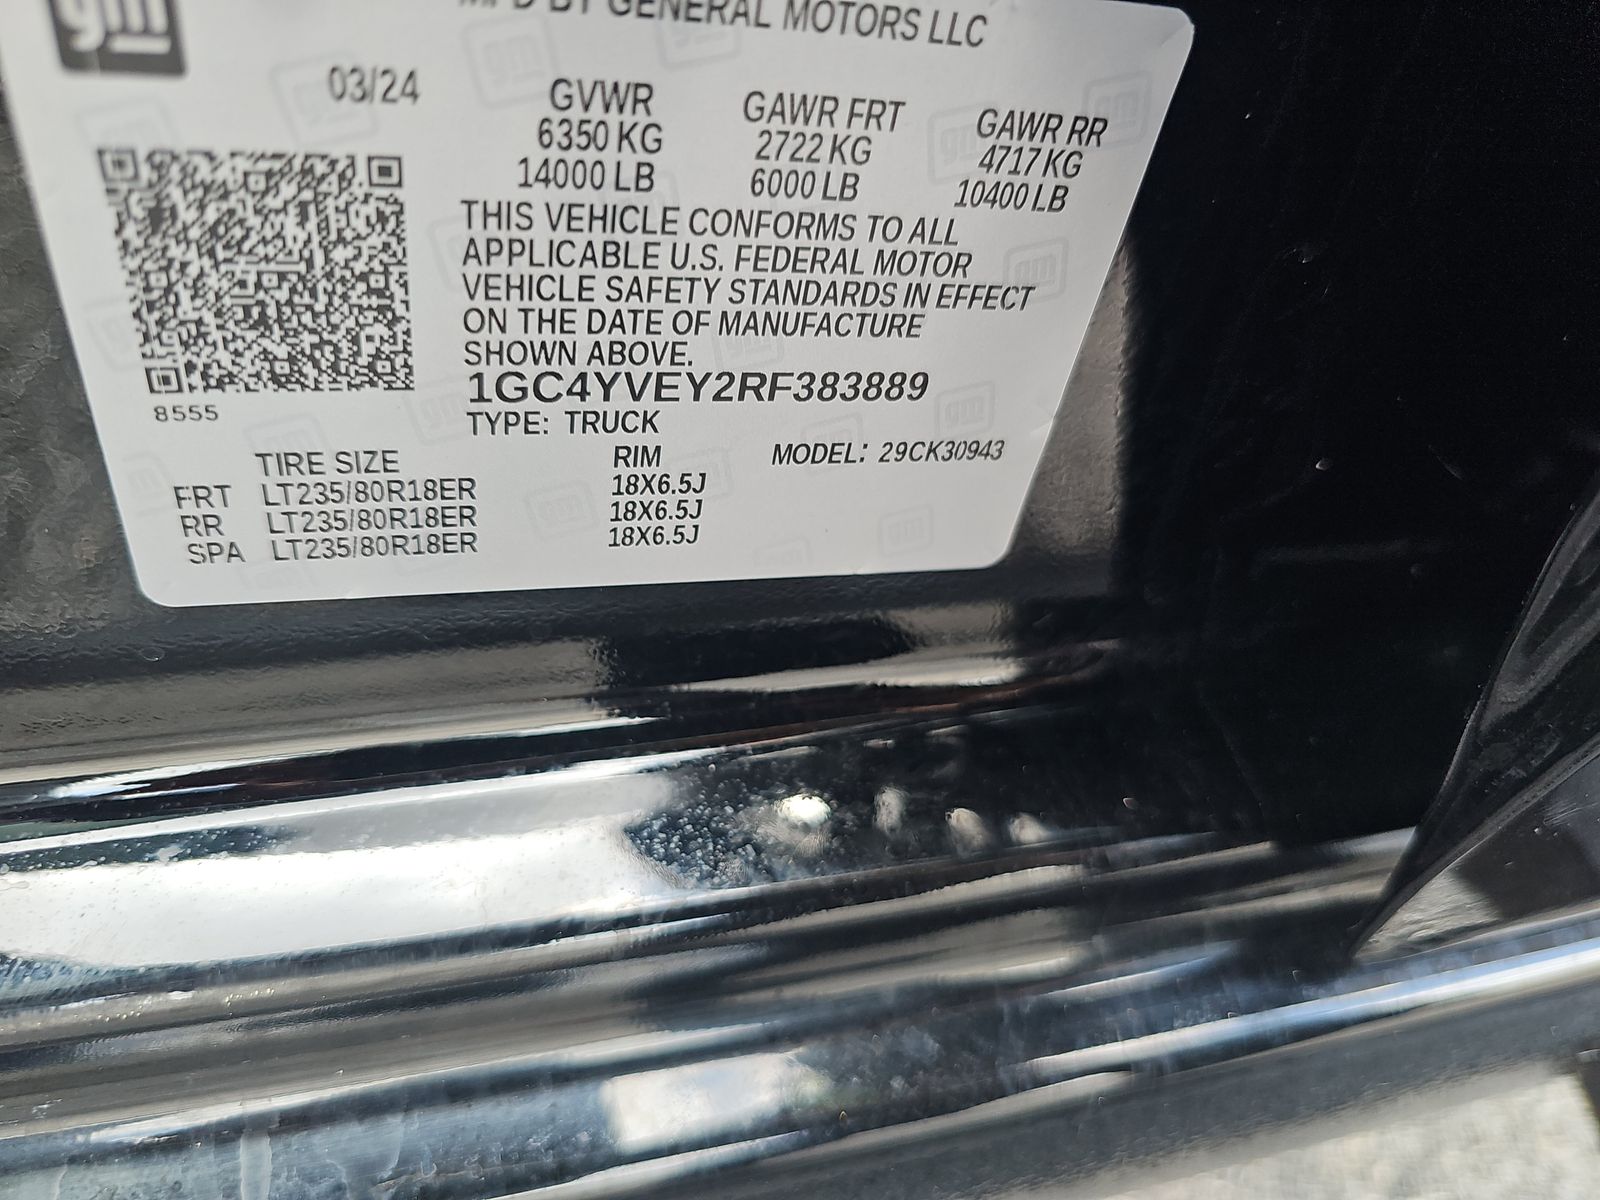 gm
MFD BY GENERAL MOTORS LLC
03/24
GVWR GAWR FRT GAWR RR
6350 KG 2722 KG 4717 KG
14000 LB 6000 LB 10400 LB
THIS VEHICLE CONFORMS TO ALL
APPLICABLE U.S. FEDERAL MOTOR
VEHICLE SAFETY STANDARDS IN EFFECT
ON THE DATE OF MANUFACTURE
SHOWN ABOVE.
1GC4YVEY2RF383889
8555
TYPE: TRUCK
TIRE SIZE RIM MODEL: 29CK30943
FRT LT235/80R18ER 18X6.5J
RR LT235/80R18ER 18X6.5J
SPA LT235/80R18ER 18X6.5J